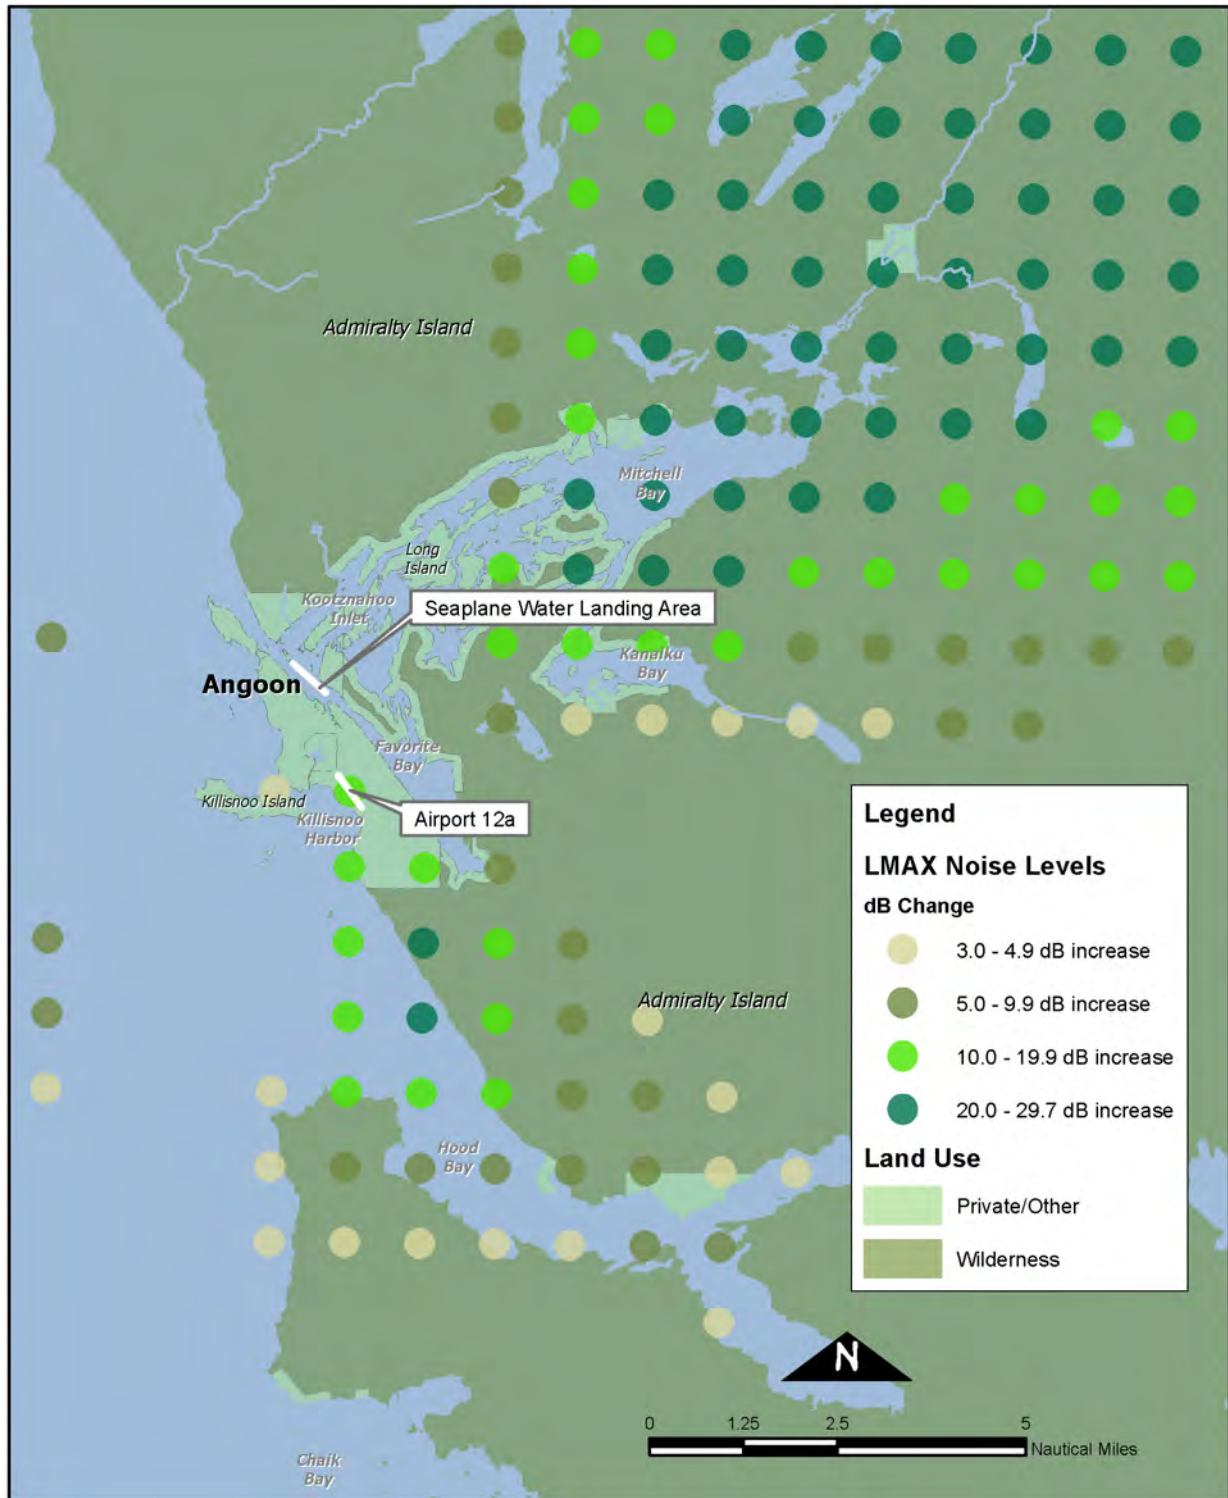 Admiralty Island
Mitchell
Bay
Long
Island
Kootznahoo
Inlet
Seaplane Water Landing Area
Kanalku
Bay
Angoon
Favorite
Bay
Killisnoo Island
Killisnoo
Harbor
Airport 12a
Legend
LMAX Noise Levels
dB Change
3.0 - 4.9 dB increase
5.0 - 9.9 dB increase
10.0 - 19.9 dB increase
20.0 - 29.7 dB increase
Land Use
Private/Other
Wilderness
Admiralty Island
Hood
Bay
N
0 1.25 2.5 5
Nautical Miles
Chaik
Bay